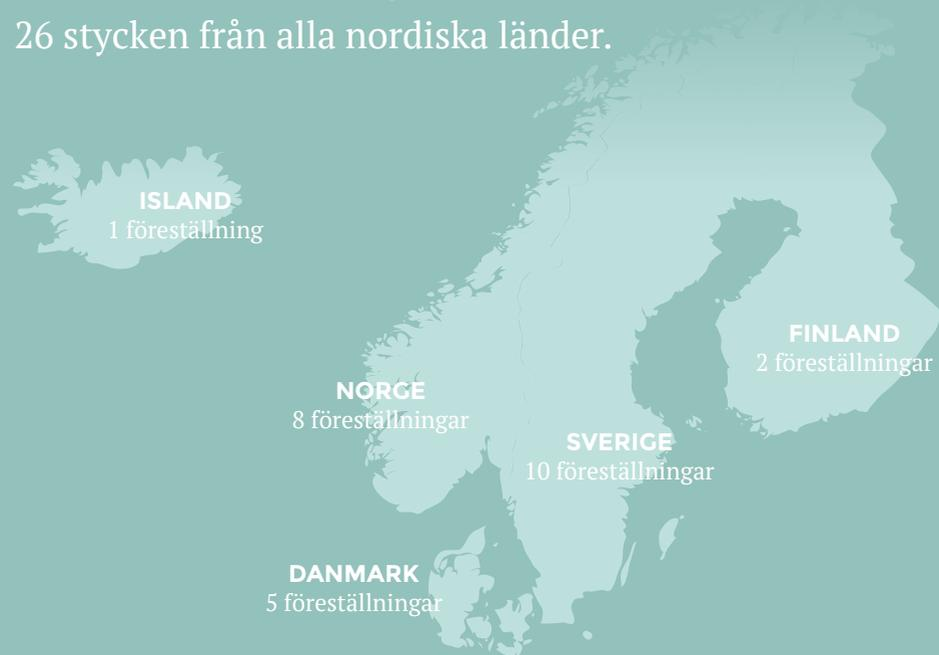 26 stycken från alla nordiska länder.
ISLAND
1 föreställning
FINLAND
2 föreställningar
NORGE
8 föreställningar
SVERIGE
10 föreställningar
DANMARK
5 föreställningar